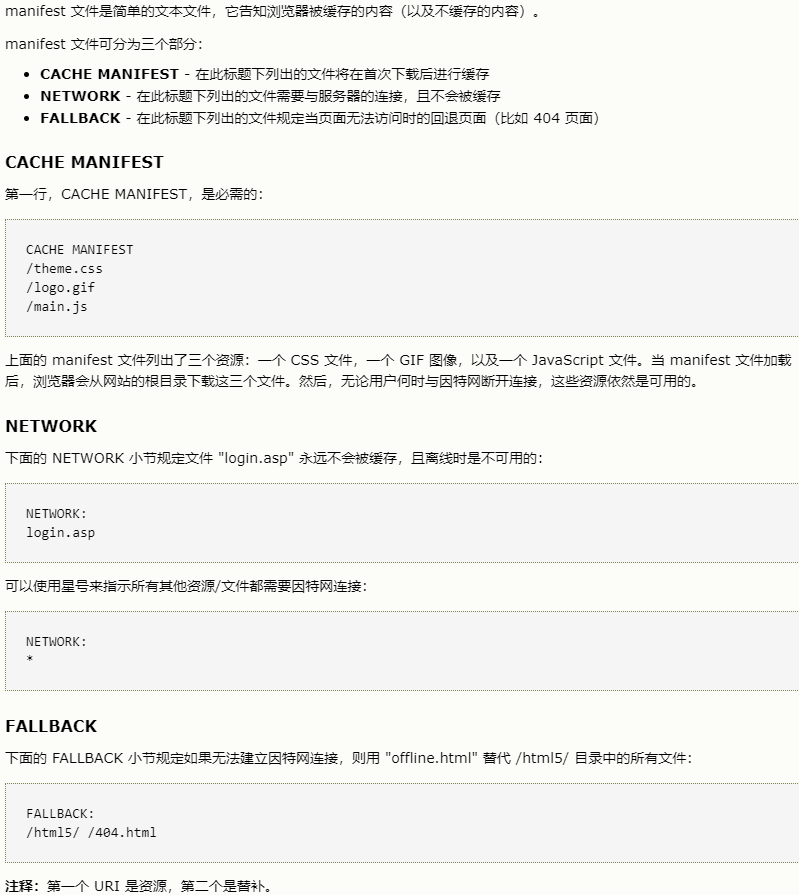 manifest 文件是简单的文本文件，它告知浏览器被缓存的内容（以及不缓存的内容）。
manifest 文件可分为三个部分：
• CACHE MANIFEST - 在此标题下列出的文件将在首次下载后进行缓存
• NETWORK - 在此标题下列出的文件需要与服务器的连接，且不会被缓存
• FALLBACK - 在此标题下列出的文件规定当页面无法访问时的回退页面（比如 404 页面）
CACHE MANIFEST
第一行，CACHE MANIFEST，是必需的：
CACHE MANIFEST
/theme.css
/logo.gif
/main.js
上面的 manifest 文件列出了三个资源：一个 CSS 文件，一个 GIF 图像，以及一个 JavaScript 文件。当 manifest 文件加载
后，浏览器会从网站的根目录下载这三个文件。然后，无论用户何时与因特网断开连接，这些资源依然是可用的。
NETWORK
下面的 NETWORK 小节规定文件 "login.asp" 永远不会被缓存，且离线时是不可用的：
NETWORK:
login.asp
可以使用星号来指示所有其他资源/文件都需要因特网连接：
NETWORK:
*
FALLBACK
下面的 FALLBACK 小节规定如果无法建立因特网连接，则用 "offline.html" 替代 /html5/ 目录中的所有文件：
FALLBACK:
/html5/ /404.html
注释：第一个 URI 是资源，第二个是替补。